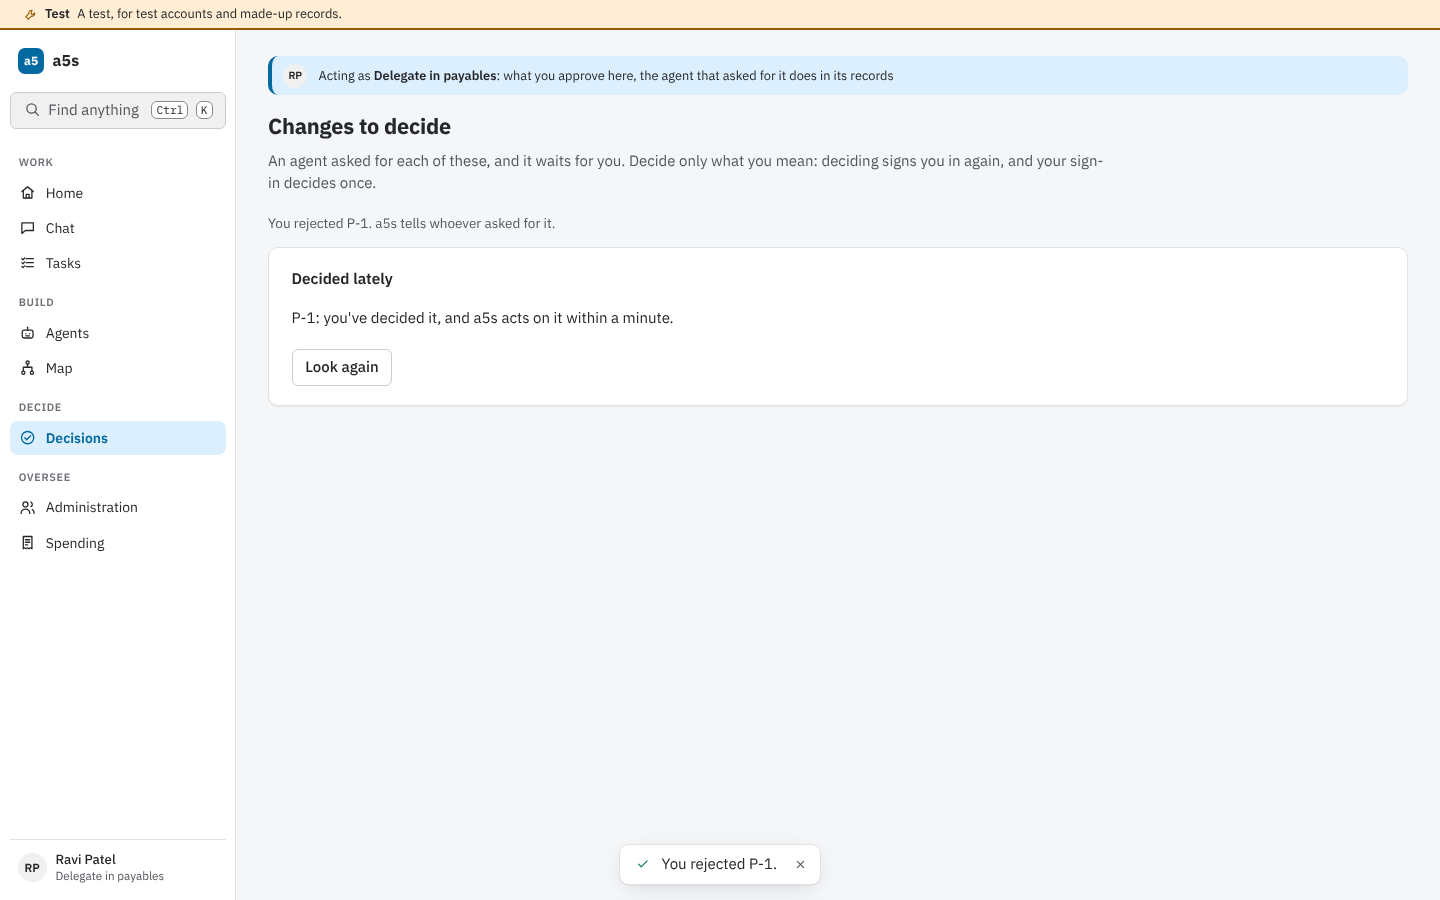 Test A test, for test accounts and made-up records.
a5 a5s
Find anything Ctrl K
WORK
Home
Chat
Tasks
BUILD
Agents
Map
DECIDE
Decisions
OVERSEE
Administration
Spending
RP Ravi Patel
Delegate in payables
RP Acting as Delegate in payables: what you approve here, the agent that asked for it does in its records
Changes to decide
An agent asked for each of these, and it waits for you. Decide only what you mean: deciding signs you in again, and your sign-
in decides once.
You rejected P-1. a5s tells whoever asked for it.
Decided lately
P-1: you've decided it, and a5s acts on it within a minute.
Look again
You rejected P-1.